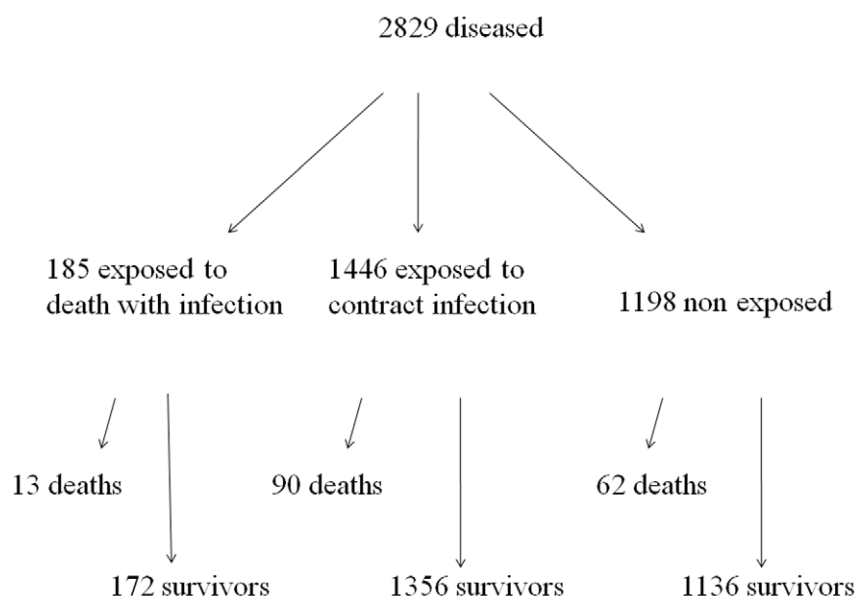 2829 diseased
185 exposed to
death with infection
1446 exposed to
contract infection
1198 non exposed
13 deaths
90 deaths
62 deaths
172 survivors
1356 survivors
1136 survivors